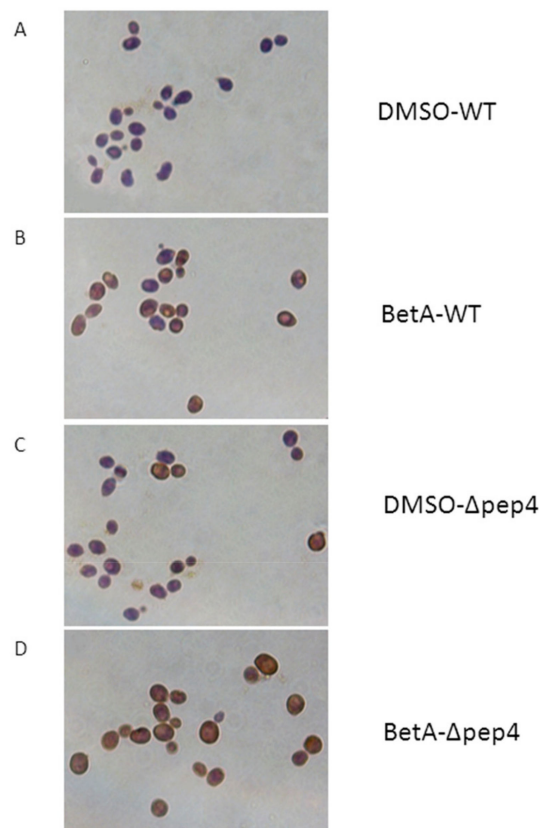 A
DMSO-WT
B
BetA-WT
C
DMSO-Δpep4
D
BetA-Δpep4